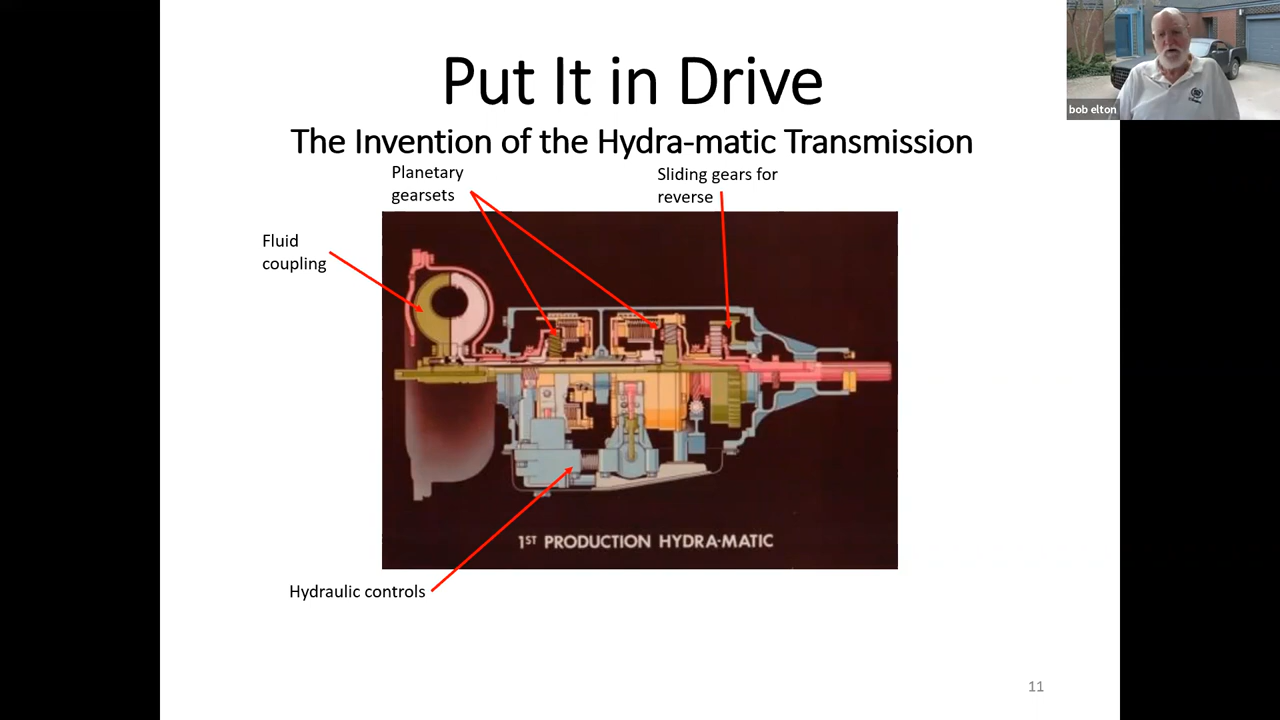 Put It in Drive
The Invention of the Hydra-matic Transmission
Planetary
gearsets
Sliding gears for
reverse
Fluid
coupling
1ST PRODUCTION HYDRA-MATIC
Hydraulic controls
11
bob elton